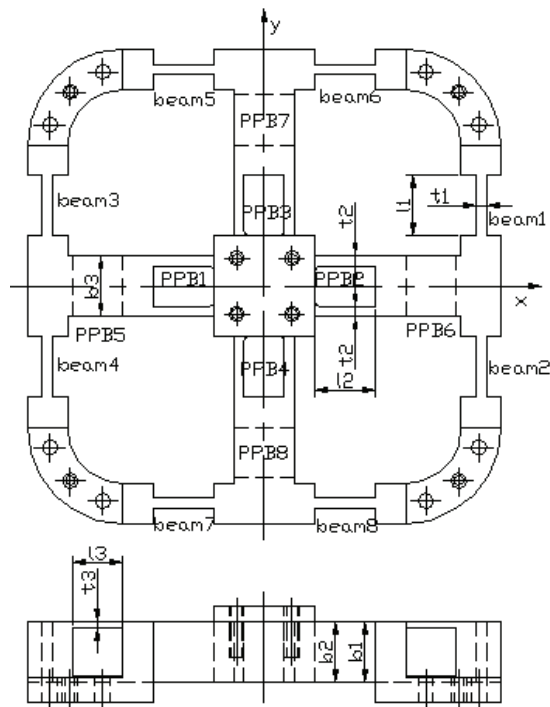 y
beam5
beam6
PPB7
beam3
PPB3
l1
t1
beam1
t2
PPB1
PPB2
b3
x
PPB5
PPB6
beam4
PPB4
t2
l2
beam2
PPB8
beam7
beam8
l3
t3
b2
b1